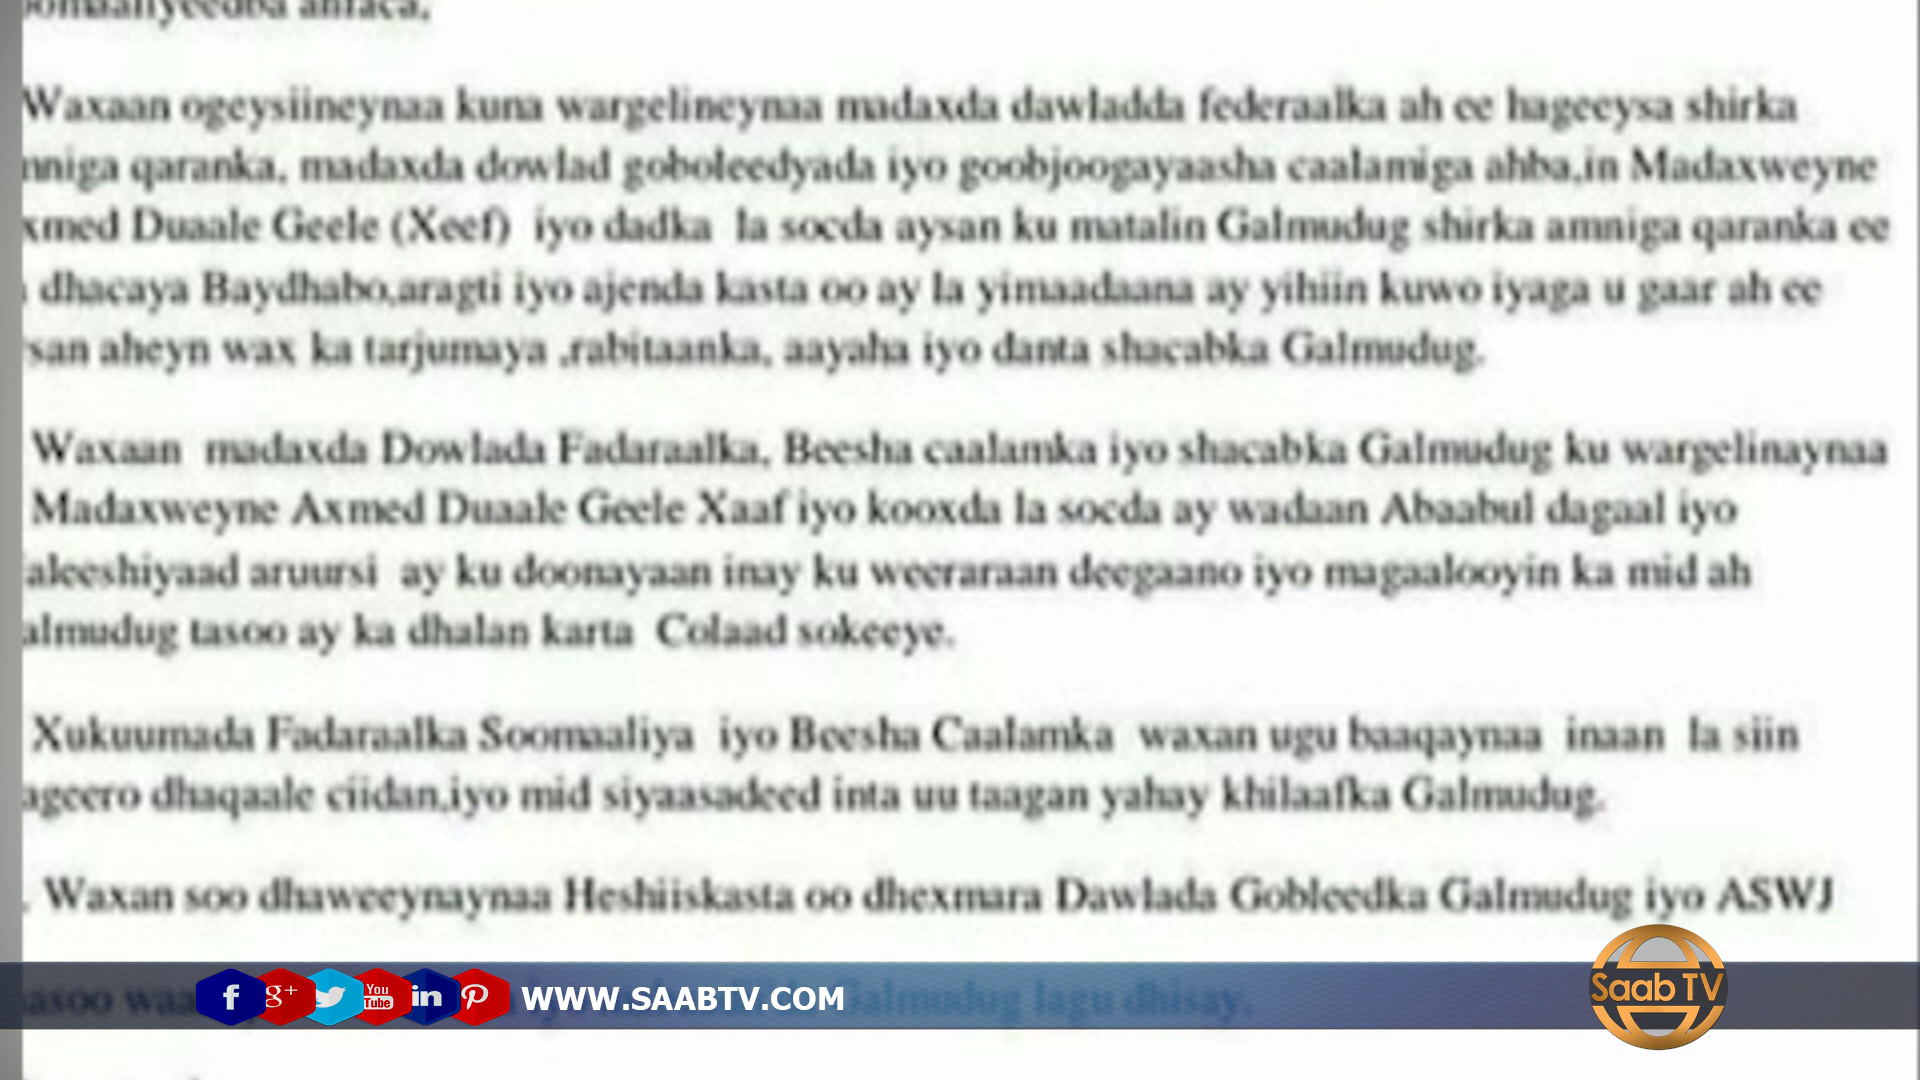 Waxaan ogeysiineynaa kuna wargelineynaa madaxda dawladda federaalka ah ee hageeysa shirka
nniga qaranka, madaxda dowlad goboleedyada iyo goobjoogayaasha caalamiga ahba,in Madaxweyne
xmed Duaale Geele (Xeef) iyo dadka la socda aysan ku matalin Galmudug shirka amniga qaranka ee
dhacaya Baydhabo,aragti iyo ajenda kasta oo ay la yimaadaana ay yihiin kuwo iyaga u gaar ah ee
san aheyn wax ka tarjumaya ,rabitaanka, aayaha iyo danta shacabka Galmudug.
Waxaan madaxda Dowlada Fadaraalka, Beesha caalamka iyo shacabka Galmudug ku wargelinaynaa
Madaxweyne Axmed Duaale Geele Xaaf iyo kooxda la socda ay wadaan Abaabul dagaal iyo
aleeshiyaad aruursi ay ku doonayaan inay ku weeraraan deegaano iyo magaalooyin ka mid ah
almudug tasoo ay ka dhalan karta Colaad sokeeye.
Xukuumada Fadaraalka Soomaaliya iyo Beesha Caalamka waxan ugu baaqaynaa inaan la siin
ageero dhaqaale ciidan,iyo mid siyaasadeed inta uu taagan yahay khilaafka Galmudug.
. Waxan soo dhaweeynaynaa Heshiiskasta oo dhexmara Dawlada Gobleedka Galmudug iyo ASWJ
asoo Galmudug lagu dhisay.
f g+ You Tube in WWW.SAABTV.COM
Saab TV